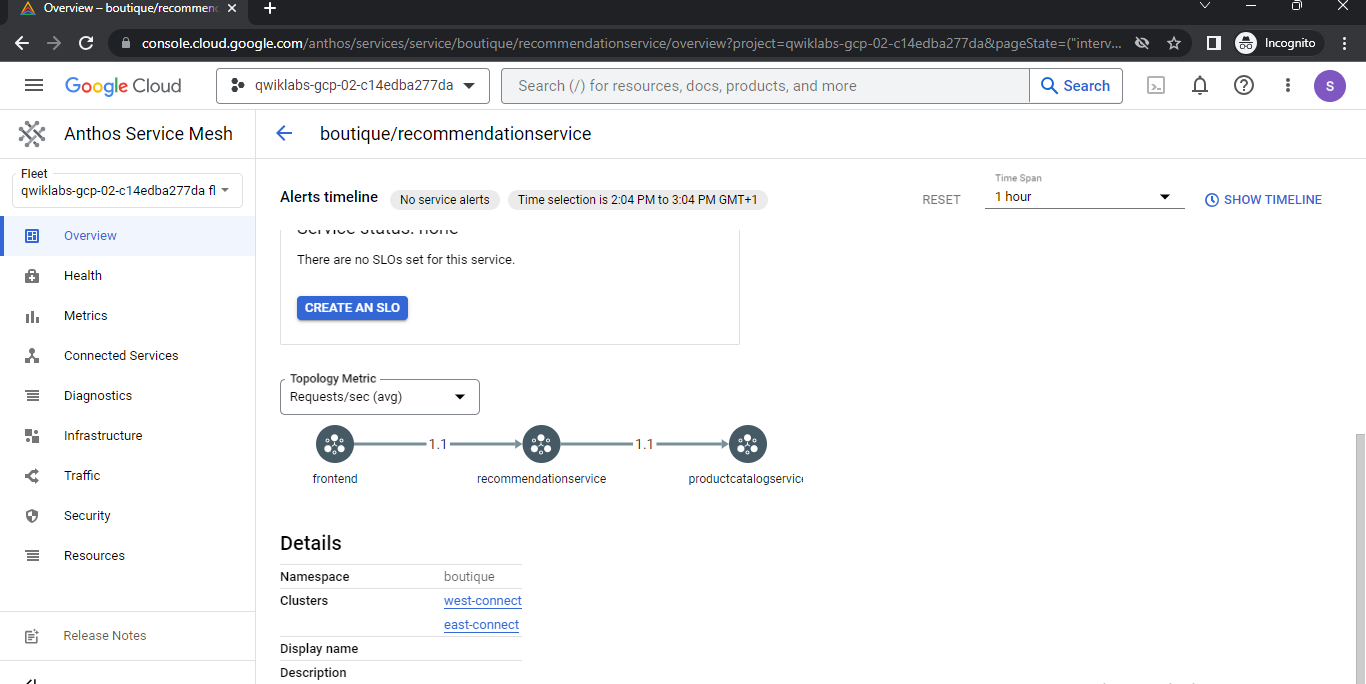 Overview – boutique/recommen
console.cloud.google.com/anthos/services/service/boutique/recommendationservice/overview?project=qwiklabs-gcp-02-c14edba277da&pageState=("interv...
Incognito
Google Cloud
qwiklabs-gcp-02-c14edba277da
Search (/) for resources, docs, products, and more
Search
S
Anthos Service Mesh
boutique/recommendationservice
Fleet
qwiklabs-gcp-02-c14edba277da fl
Alerts timeline
No service alerts
Time selection is 2:04 PM to 3:04 PM GMT+1
RESET
Time Span
1 hour
SHOW TIMELINE
Overview
Health
Metrics
Connected Services
Diagnostics
Infrastructure
Traffic
Security
Resources
Release Notes
Service status: none
There are no SLOs set for this service.
CREATE AN SLO
Topology Metric
Requests/sec (avg)
1.1
1.1
frontend
recommendationservice
productcatalogservice
Details
Namespace boutique
Clusters west-connect
east-connect
Display name
Description